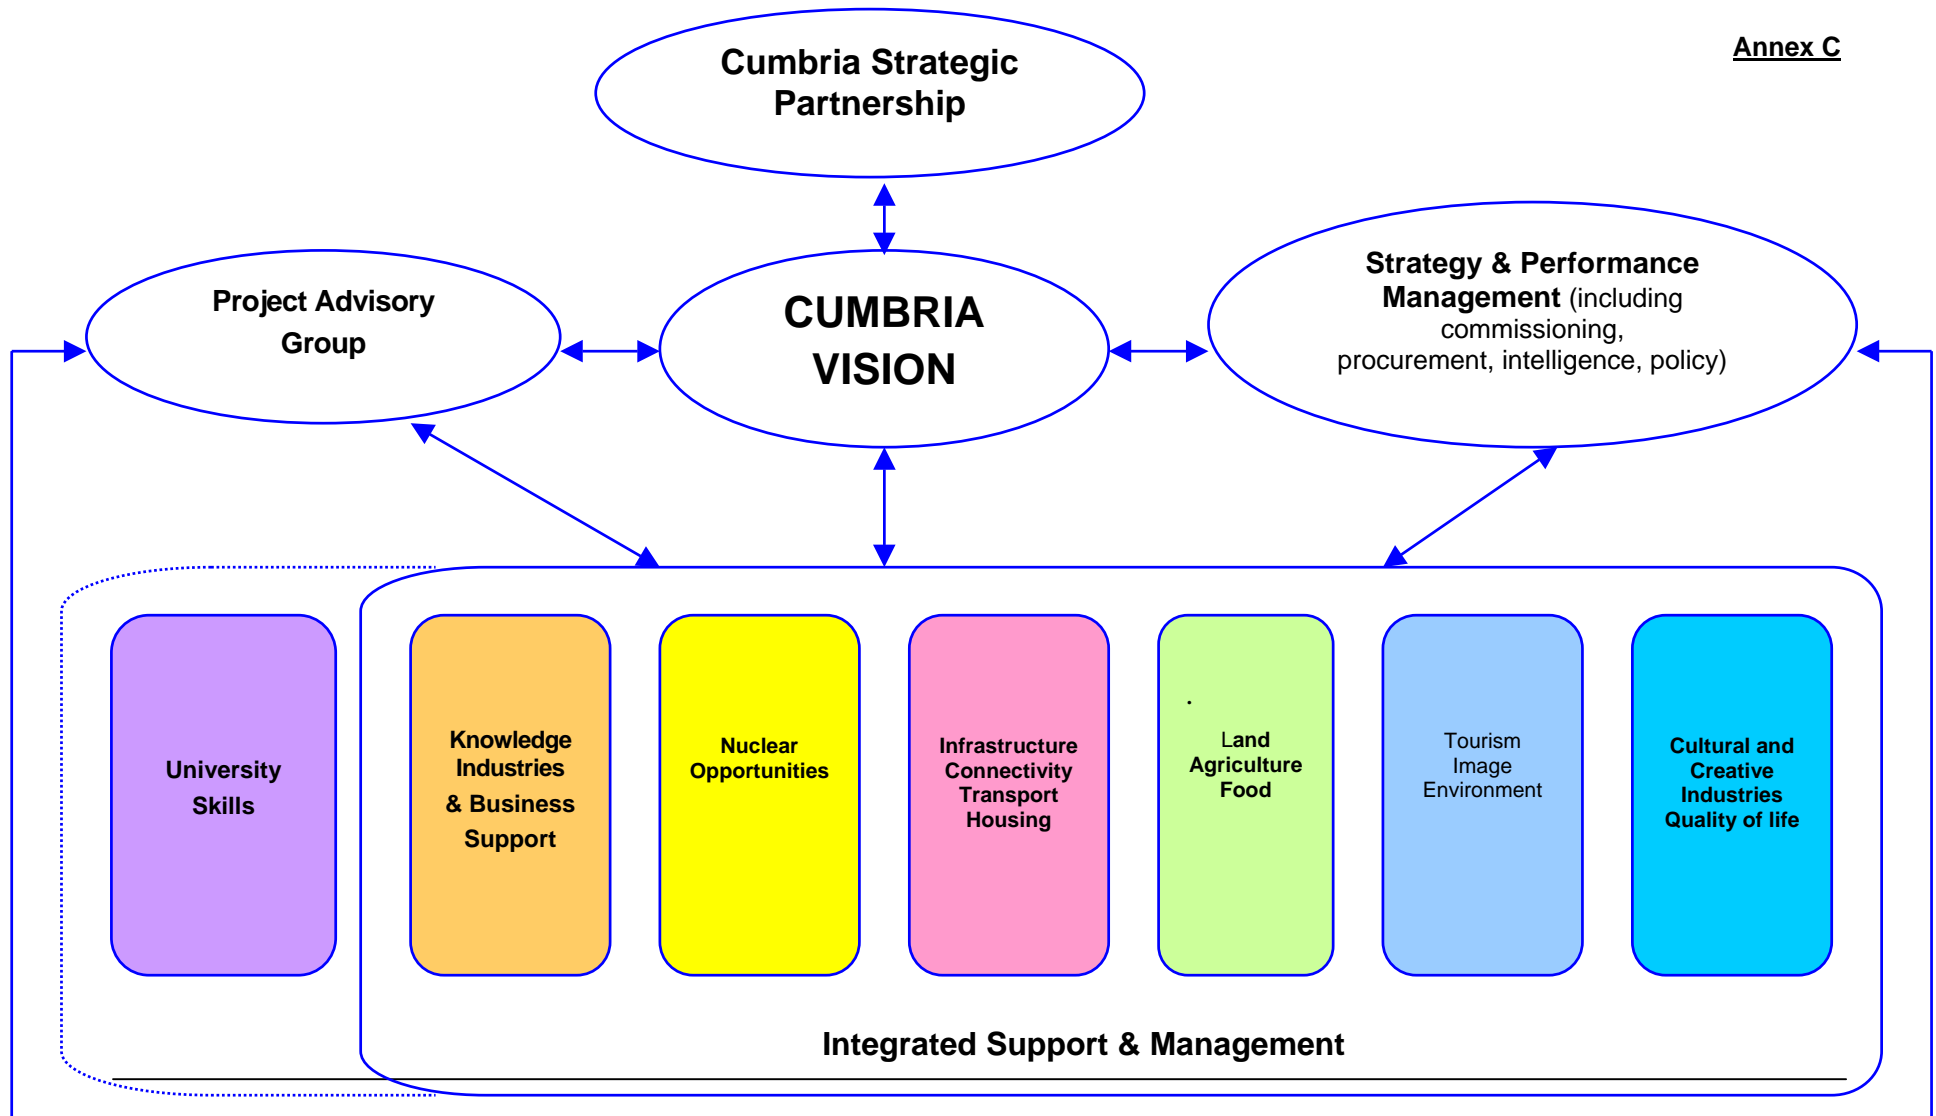 Annex C
Cumbria Strategic
Partnership
Project Advisory
Group
CUMBRIA
VISION
Strategy & Performance
Management (including
commissioning,
procurement, intelligence, policy)
University
Skills
Knowledge
Industries
& Business
Support
Nuclear
Opportunities
Infrastructure
Connectivity
Transport
Housing
.
Land
Agriculture
Food
Tourism
Image
Environment
Cultural and
Creative
Industries
Quality of life
Integrated Support & Management